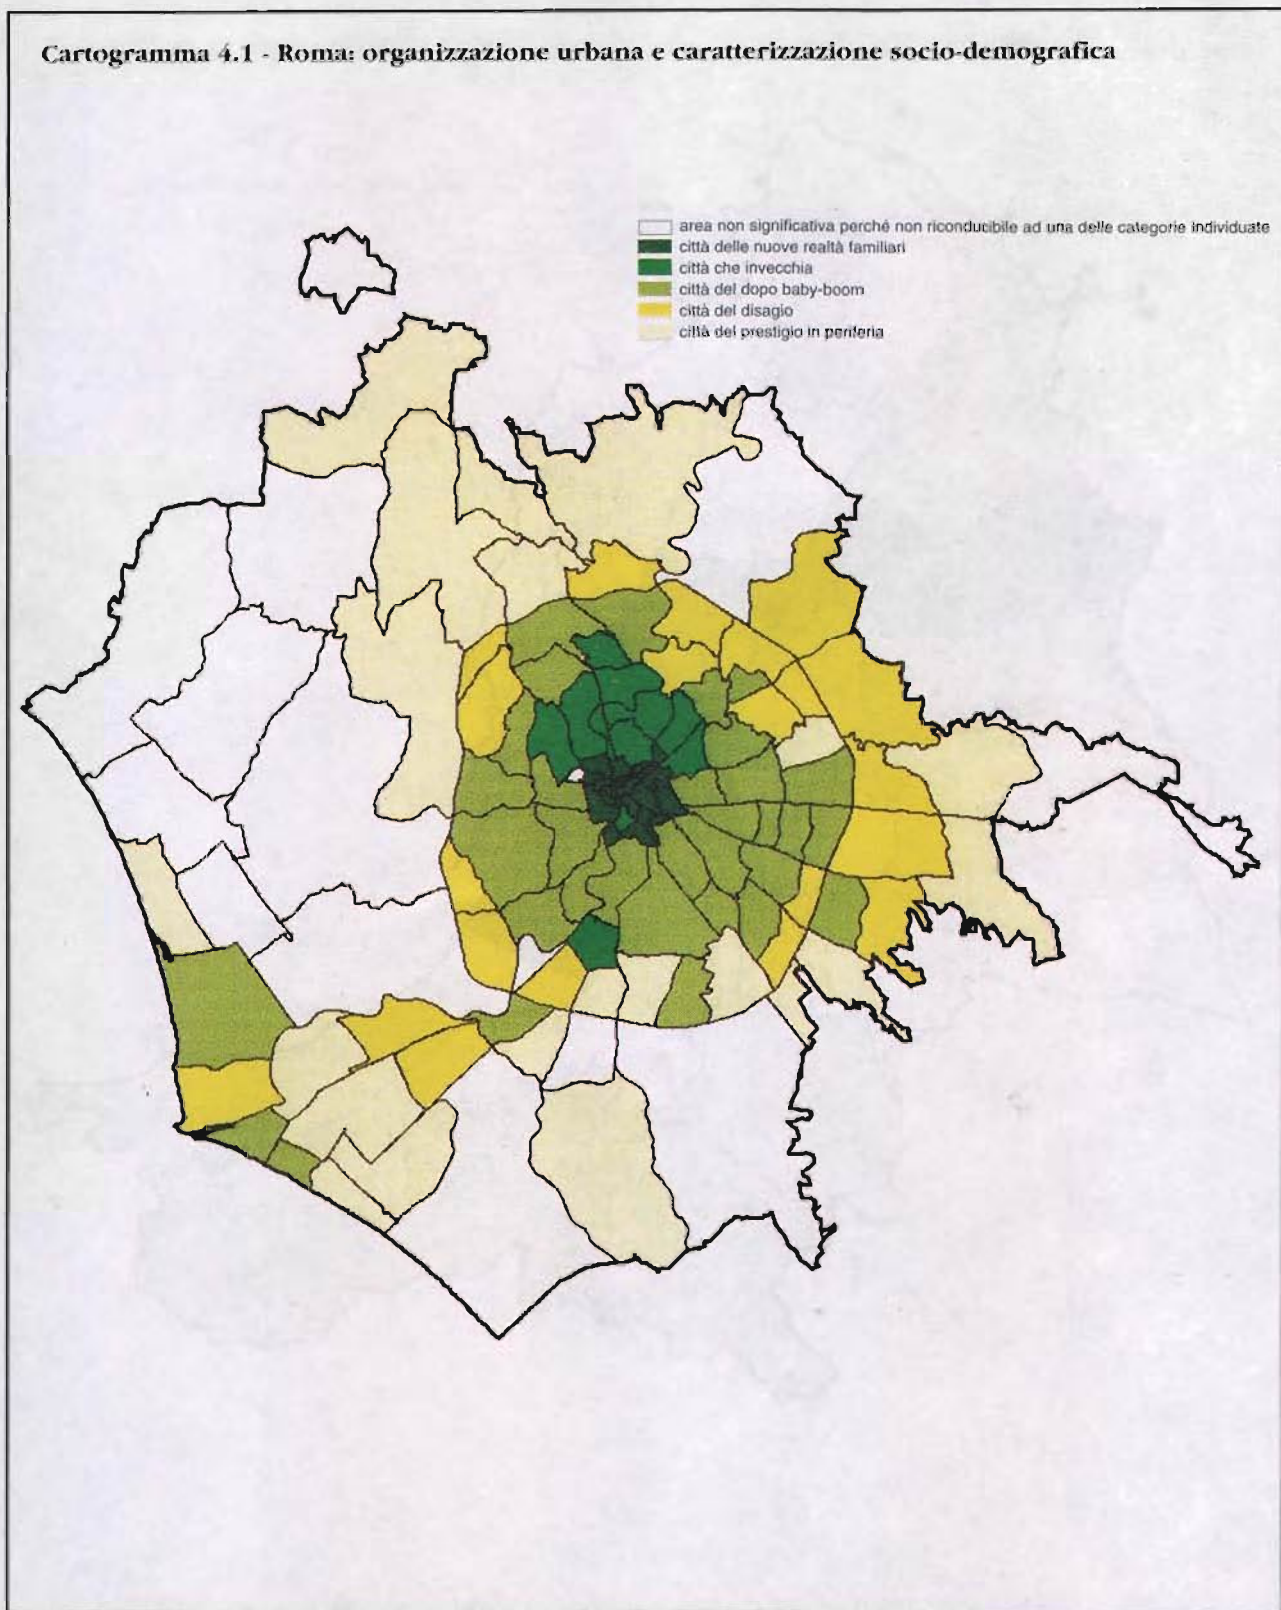 Cartogramma 4.1 - Roma: organizzazione urbana e caratterizzazione socio-demografica
area non significativa perché non riconducibile ad una delle categorie individuate
città delle nuove realtà familiari
città che invecchia
città del dopo baby-boom
città del disagio
città del prestigio in periferia